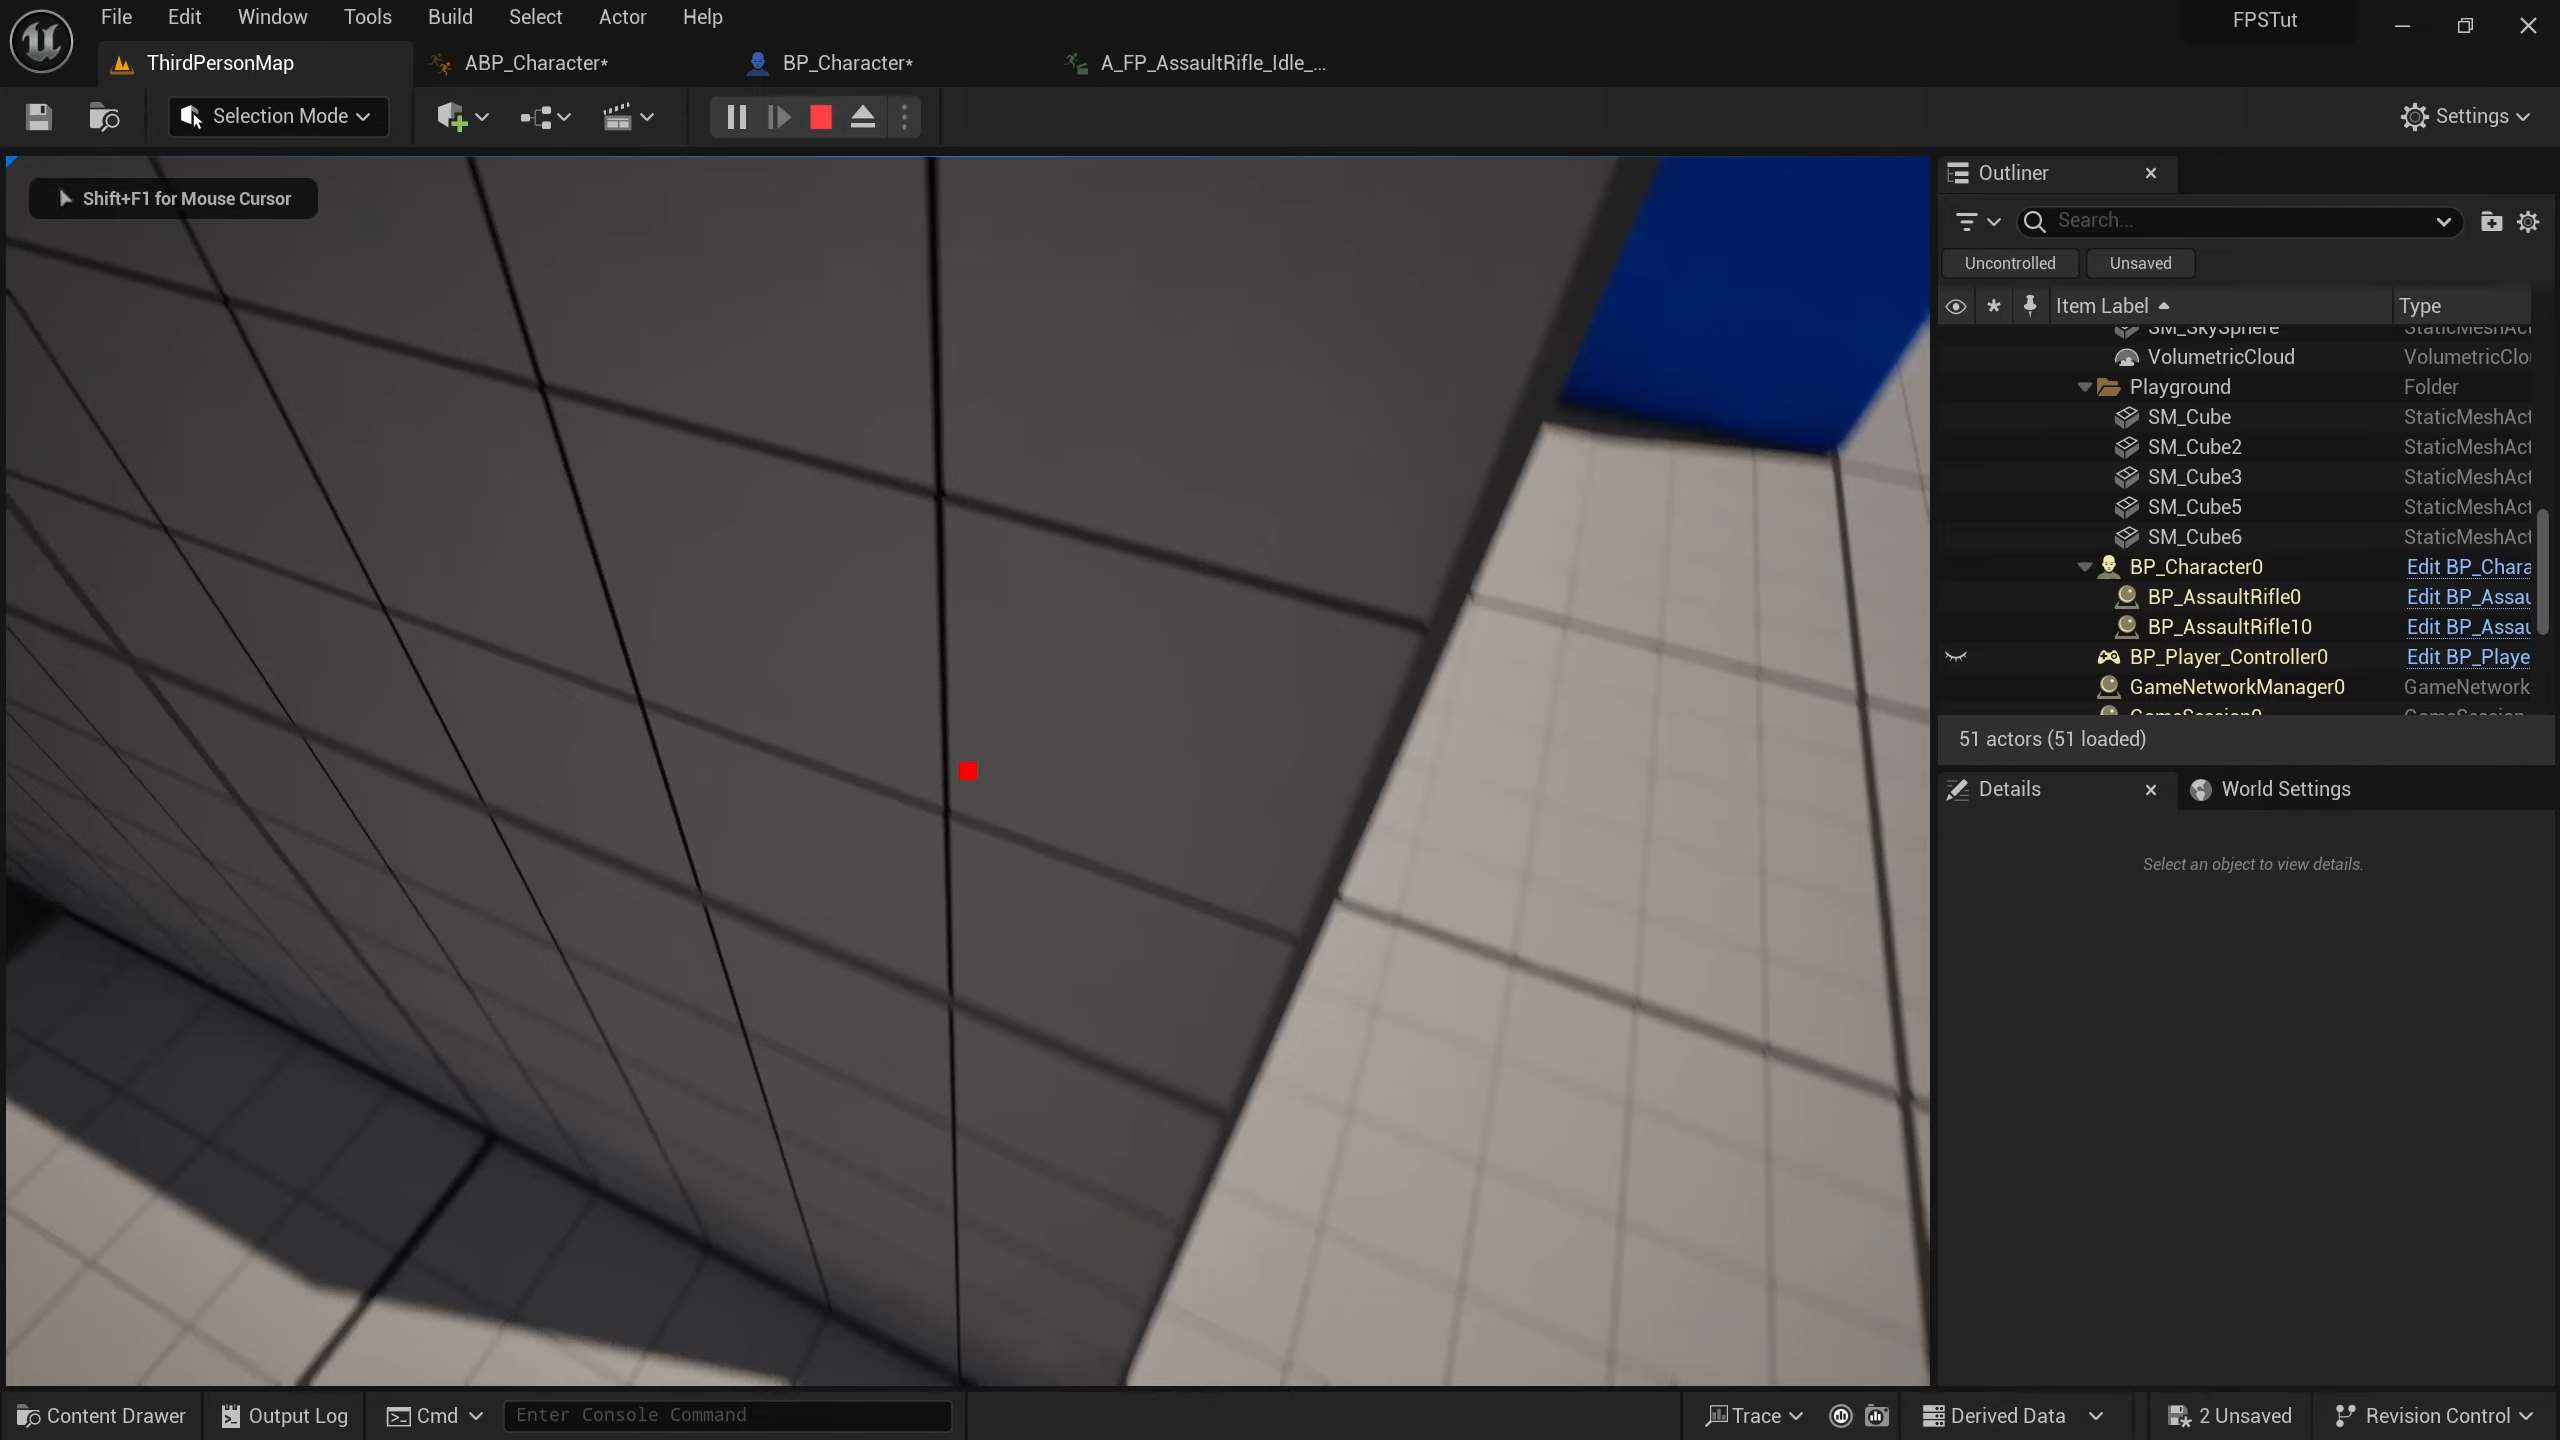 File Edit Window Tools Build Select Actor Help
FPSTut
ThirdPersonMap
ABP_Character*
BP_Character*
A_FP_AssaultRifle_Idle_...
Selection Mode
Settings
Shift+F1 for Mouse Cursor
Outliner
Search...
Uncontrolled
Unsaved
Item Label
Type
SM_SkySphere StaticMeshAct
VolumetricCloud VolumetricClo
Playground Folder
SM_Cube StaticMeshAct
SM_Cube2 StaticMeshAct
SM_Cube3 StaticMeshAct
SM_Cube5 StaticMeshAct
SM_Cube6 StaticMeshAct
BP_Character0 Edit BP_Chara
BP_AssaultRifle0 Edit BP_Assau
BP_AssaultRifle10 Edit BP_Assau
BP_Player_Controller0 Edit BP_Playe
GameNetworkManager0 GameNetwork
GameSession0 GameSession
51 actors (51 loaded)
Details
World Settings
Select an object to view details.
Content Drawer
Output Log
Cmd
Enter Console Command
Trace
Derived Data
2 Unsaved
Revision Control